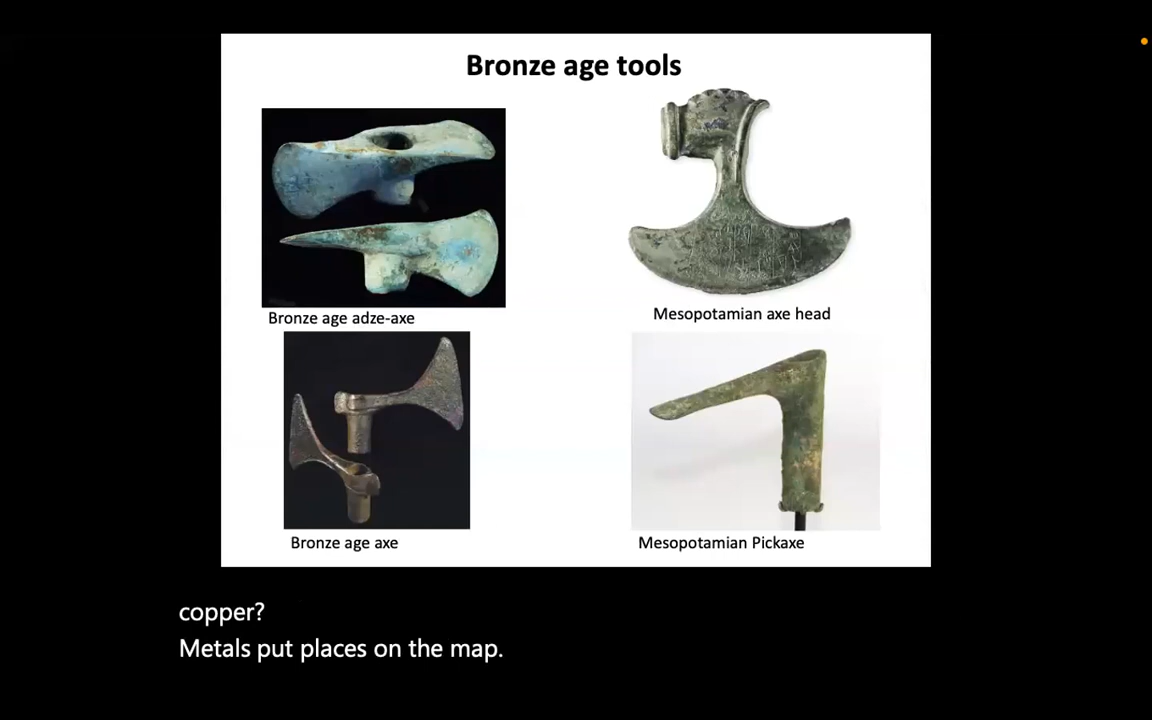 Bronze age tools
Bronze age adze-axe
Mesopotamian axe head
Bronze age axe
Mesopotamian Pickaxe
copper?
Metals put places on the map.